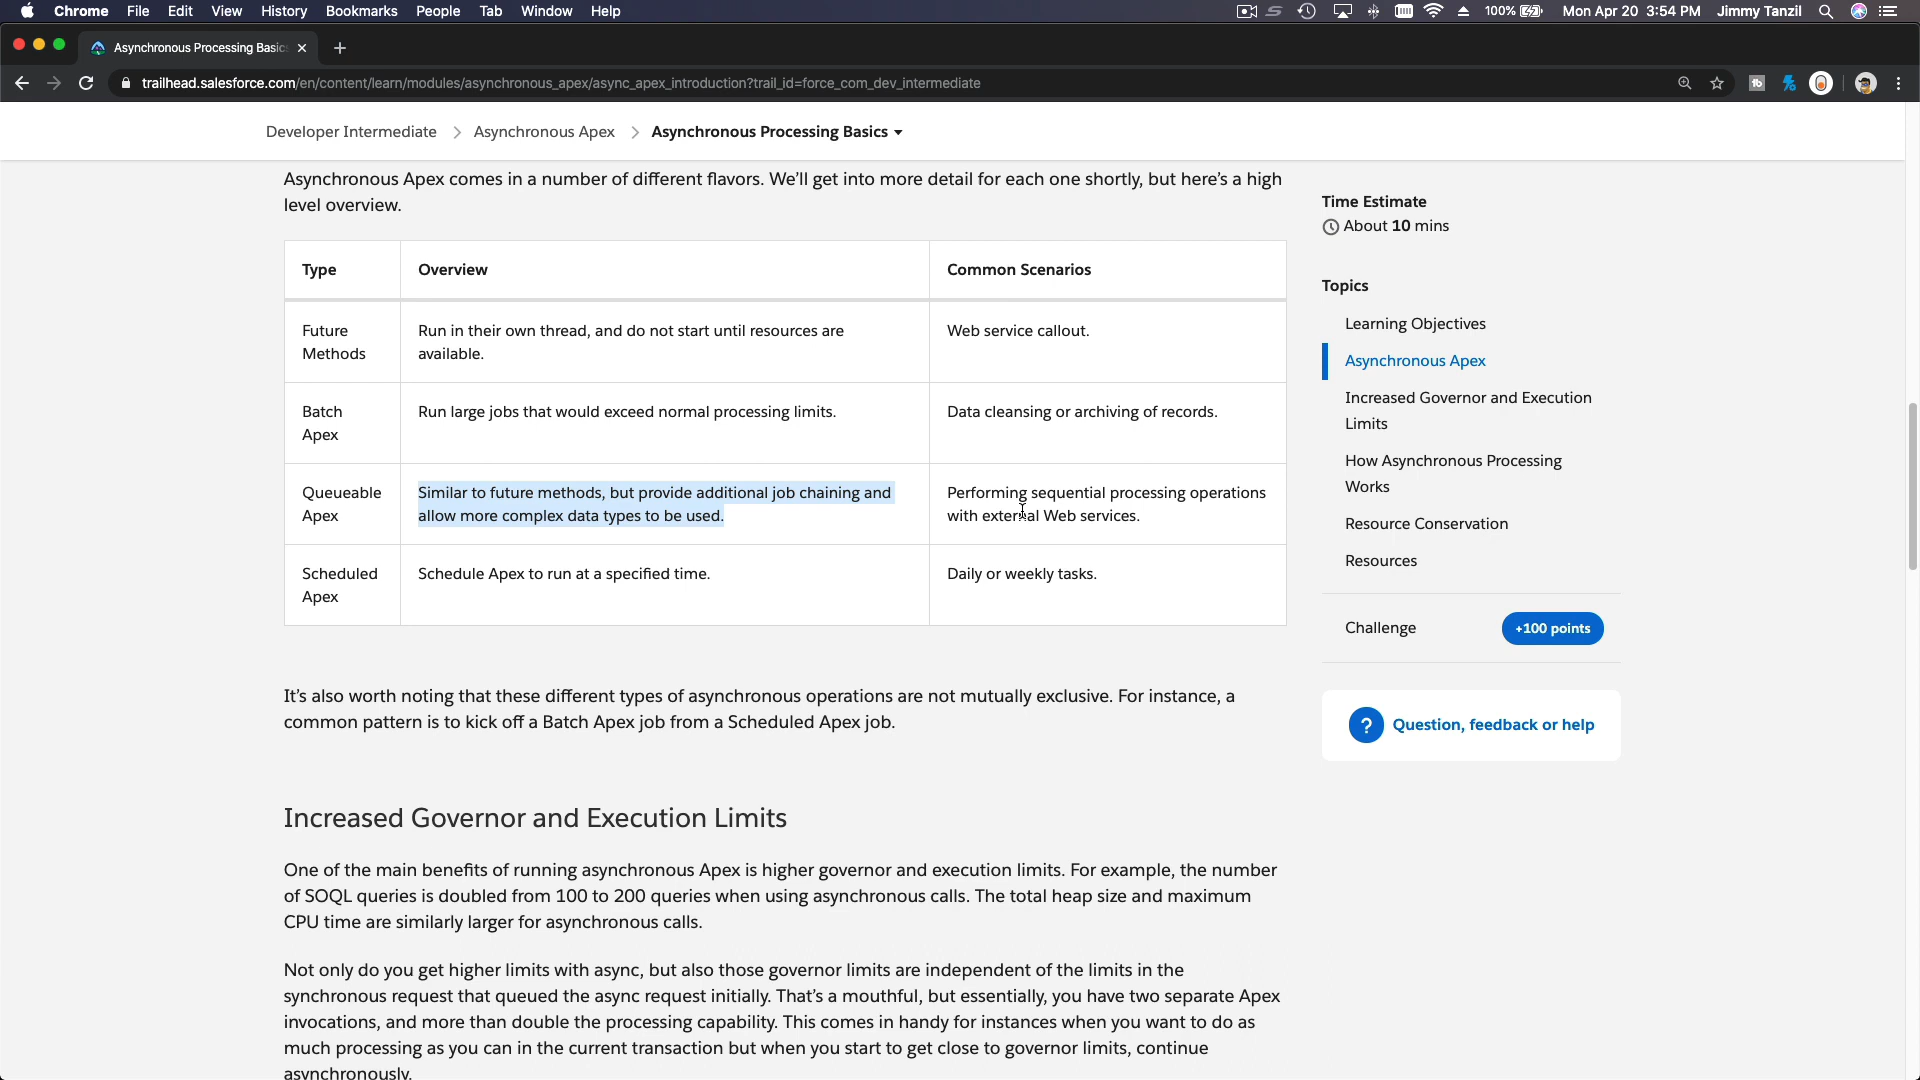 Chrome File Edit View History Bookmarks People Tab Window Help 100% Mon Apr 20 3:54 PM Jimmy Tanzil
Asynchronous Processing Basics
trailhead.salesforce.com/en/content/learn/modules/asynchronous_apex/async_apex_introduction?trail_id=force_com_dev_intermediate
Developer Intermediate > Asynchronous Apex > Asynchronous Processing Basics
Asynchronous Apex comes in a number of different flavors. We’ll get into more detail for each one shortly, but here’s a high
level overview.
Type Overview Common Scenarios
Future Methods
Run in their own thread, and do not start until resources are
available.
Web service callout.
Batch
Apex
Run large jobs that would exceed normal processing limits.
Data cleansing or archiving of records.
Queueable
Apex
Similar to future methods, but provide additional job chaining and
allow more complex data types to be used.
Performing sequential processing operations
with external Web services.
Scheduled
Apex
Schedule Apex to run at a specified time.
Daily or weekly tasks.
It’s also worth noting that these different types of asynchronous operations are not mutually exclusive. For instance, a
common pattern is to kick off a Batch Apex job from a Scheduled Apex job.
Increased Governor and Execution Limits
One of the main benefits of running asynchronous Apex is higher governor and execution limits. For example, the number
of SOQL queries is doubled from 100 to 200 queries when using asynchronous calls. The total heap size and maximum
CPU time are similarly larger for asynchronous calls.
Not only do you get higher limits with async, but also those governor limits are independent of the limits in the
synchronous request that queued the async request initially. That’s a mouthful, but essentially, you have two separate Apex
invocations, and more than double the processing capability. This comes in handy for instances when you want to do as
much processing as you can in the current transaction but when you start to get close to governor limits, continue
asynchronously.
Time Estimate
About 10 mins
Topics
Learning Objectives
Asynchronous Apex
Increased Governor and Execution
Limits
How Asynchronous Processing
Works
Resource Conservation
Resources
Challenge +100 points
? Question, feedback or help